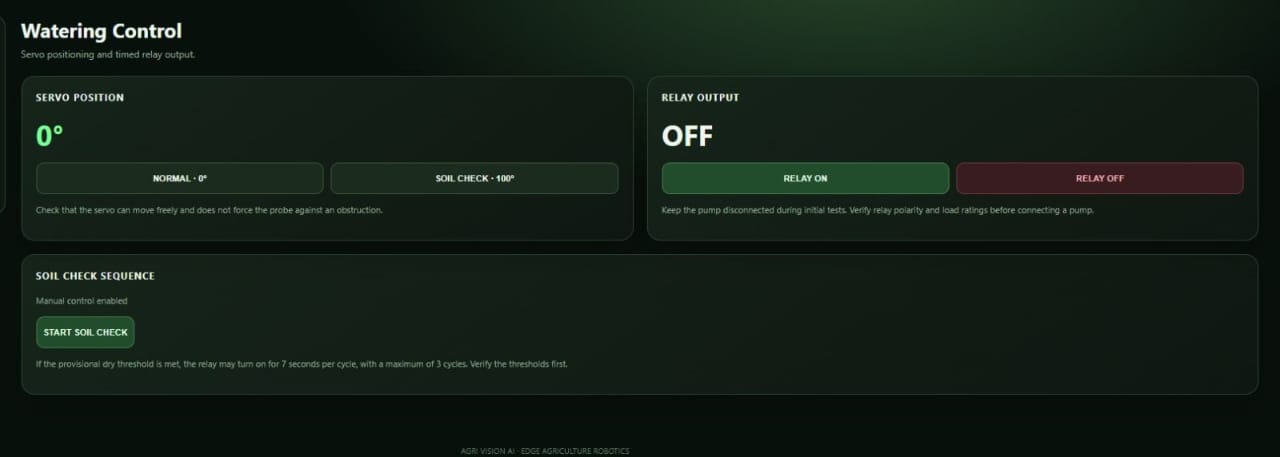 Watering Control
Servo positioning and timed relay output.
SERVO POSITION
0°
NORMAL · 0°
SOIL CHECK · 100°
Check that the servo can move freely and does not force the probe against an obstruction.
RELAY OUTPUT
OFF
RELAY ON
RELAY OFF
Keep the pump disconnected during initial tests. Verify relay polarity and load ratings before connecting a pump.
SOIL CHECK SEQUENCE
Manual control enabled
START SOIL CHECK
If the provisional dry threshold is met, the relay may turn on for 7 seconds per cycle, with a maximum of 3 cycles. Verify the thresholds first.
AGRI VISION AI · EDGE AGRICULTURE ROBOTICS